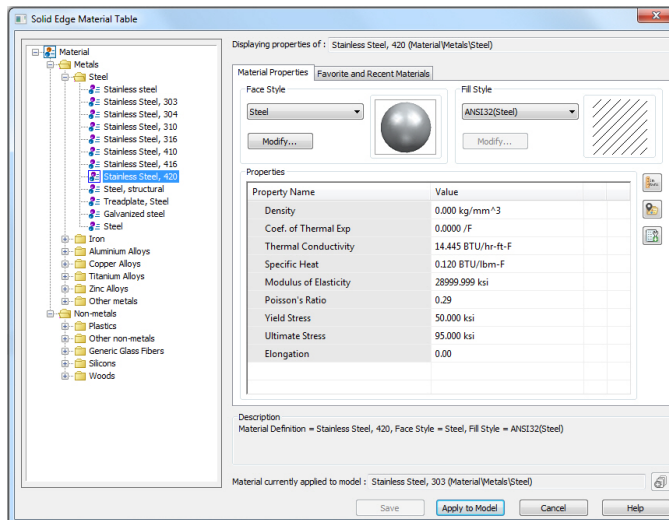 Solid Edge Material Table
Material
Metals
Steel
Stainless steel
Stainless Steel, 303
Stainless Steel, 304
Stainless Steel, 310
Stainless Steel, 316
Stainless Steel, 410
Stainless Steel, 416
Stainless Steel, 420
Steel, structural
Treadplate, Steel
Galvanized steel
Steel
Iron
Aluminium Alloys
Copper Alloys
Titanium Alloys
Zinc Alloys
Other metals
Non-metals
Plastics
Other non-metals
Generic Glass Fibers
Silicons
Woods
Displaying properties of : Stainless Steel, 420 (Material\Metals\Steel)
Material Properties Favorite and Recent Materials
Face Style
Steel
Modify...
Fill Style
ANSI32(Steel)
Modify...
Properties
Property Name Value
Density 0.000 kg/mm^3
Coef. of Thermal Exp 0.0000 /F
Thermal Conductivity 14.445 BTU/hr-ft-F
Specific Heat 0.120 BTU/lbm-F
Modulus of Elasticity 28999.999 ksi
Poisson's Ratio 0.29
Yield Stress 50.000 ksi
Ultimate Stress 95.000 ksi
Elongation 0.00
Description
Material Definition = Stainless Steel, 420, Face Style = Steel, Fill Style = ANSI32(Steel)
Material currently applied to model : Stainless Steel, 303 (Material\Metals\Steel)
Save Apply to Model Cancel Help